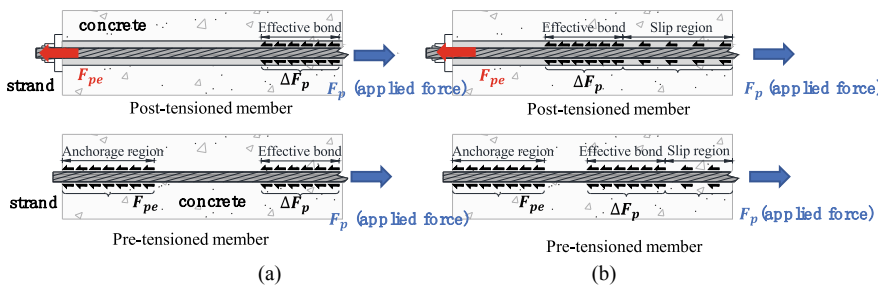 concrete
Effective bond
strand
F_pe
ΔF_p
F_p (applied force)
Post-tensioned member
Effective bond
Slip region
F_pe
ΔF_p
F_p (applied force)
Post-tensioned member
Anchorage region
Effective bond
strand
F_pe
concrete
ΔF_p
F_p (applied force)
Pre-tensioned member
Anchorage region
Effective bond
Slip region
F_pe
ΔF_p
F_p (applied force)
Pre-tensioned member
(a)
(b)